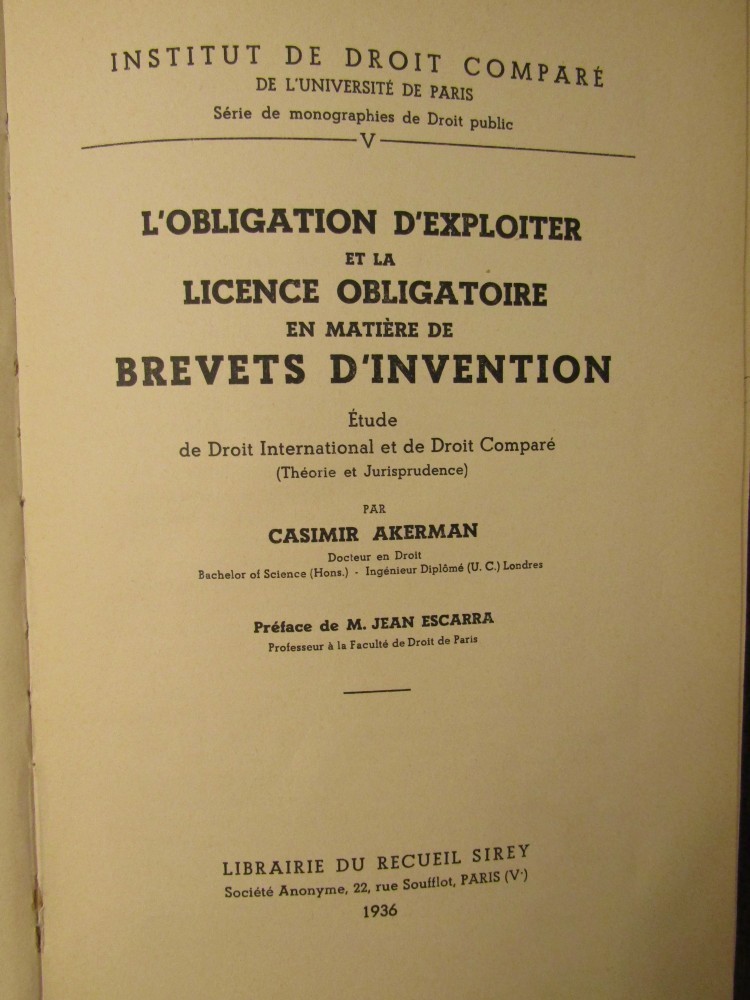 INSTITUT DE DROIT COMPARÉ
DE L'UNIVERSITÉ DE PARIS
Série de monographies de Droit public
V
L'OBLIGATION D'EXPLOITER
ET LA
LICENCE OBLIGATOIRE
EN MATIÈRE DE
BREVETS D'INVENTION
Étude
de Droit International et de Droit Comparé
(Théorie et Jurisprudence)
PAR
CASIMIR AKERMAN
Docteur en Droit
Bachelor of Science (Hons.) - Ingénieur Diplômé (U. C.) Londres
Préface de M. JEAN ESCARRA
Professeur à la Faculté de Droit de Paris
LIBRAIRIE DU RECUEIL SIREY
Société Anonyme, 22, rue Soufflot, PARIS (Vᵉ)
1936